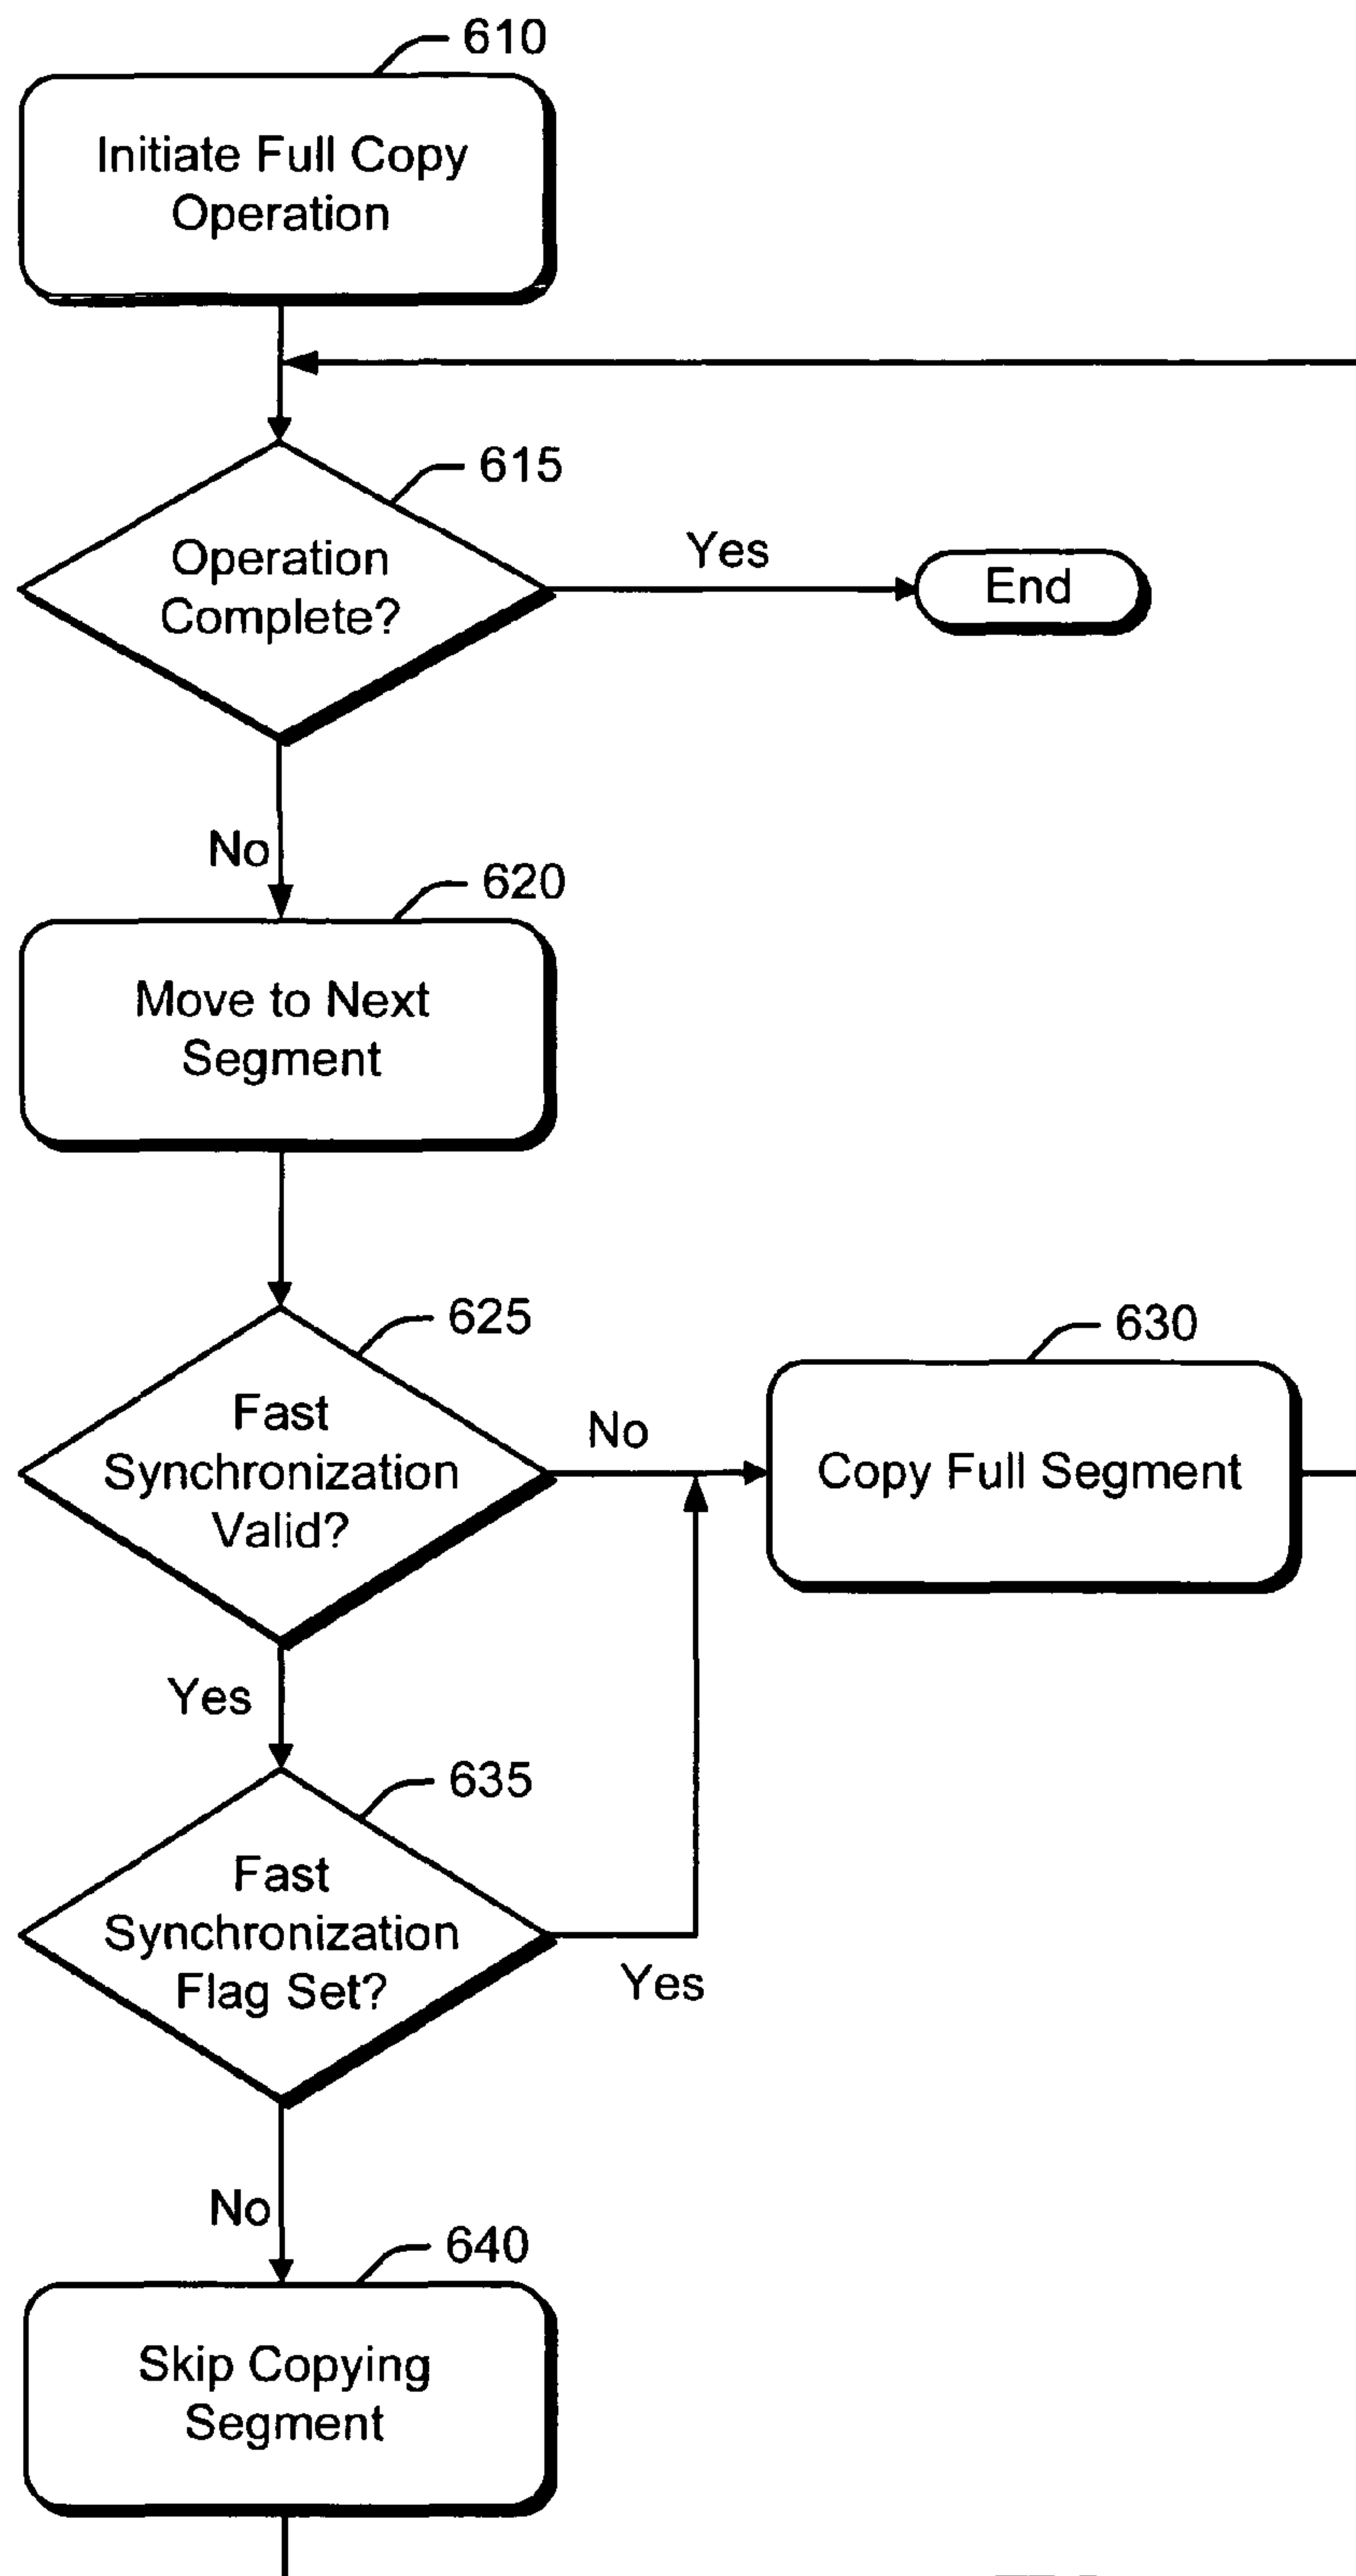 610
Initiate Full Copy
Operation
615
Operation
Complete?
Yes
End
No
620
Move to Next
Segment
625
Fast
Synchronization
Valid?
No
630
Copy Full Segment
Yes
635
Fast
Synchronization
Flag Set?
Yes
No
640
Skip Copying
Segment